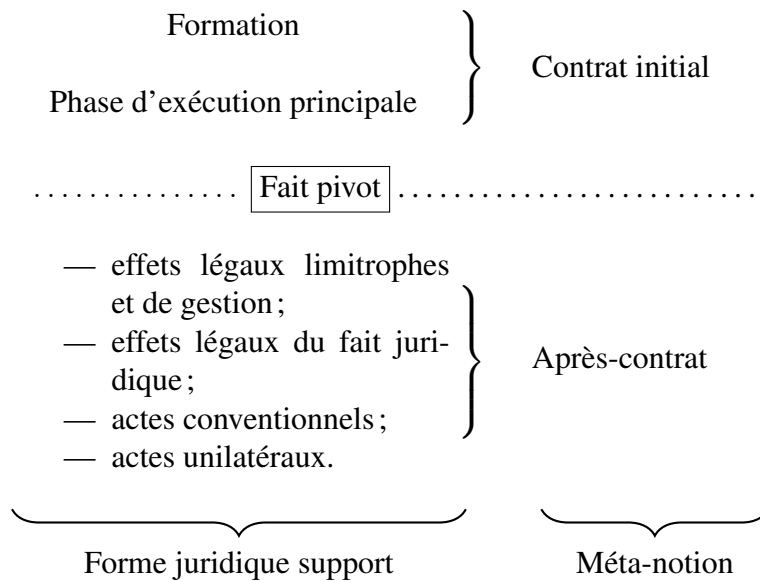 Formation
Contrat initial
Phase d'exécution principale
Fait pivot
— effets légaux limitrophes
et de gestion ;
— effets légaux du fait juri-
dique ;
Après-contrat
— actes conventionnels ;
— actes unilatéraux.
Forme juridique support
Méta-notion